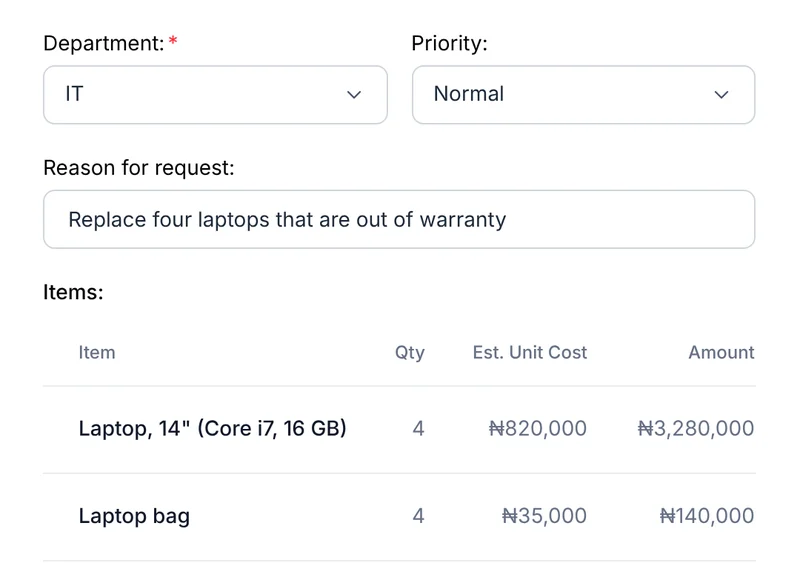 Department:* Priority:
IT Normal
Reason for request:
Replace four laptops that are out of warranty
Items:
Item Qty Est. Unit Cost Amount
Laptop, 14" (Core i7, 16 GB) 4 ₦820,000 ₦3,280,000
Laptop bag 4 ₦35,000 ₦140,000